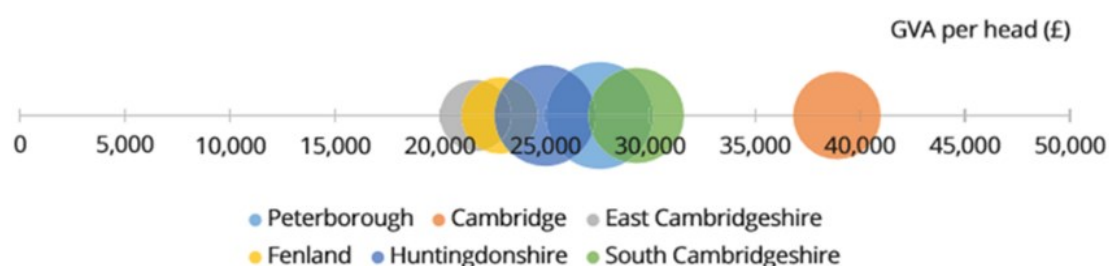 GVA per head (£)
0 5,000 10,000 15,000 20,000 25,000 30,000 35,000 40,000 45,000 50,000
Peterborough Cambridge East Cambridgeshire
Fenland Huntingdonshire South Cambridgeshire